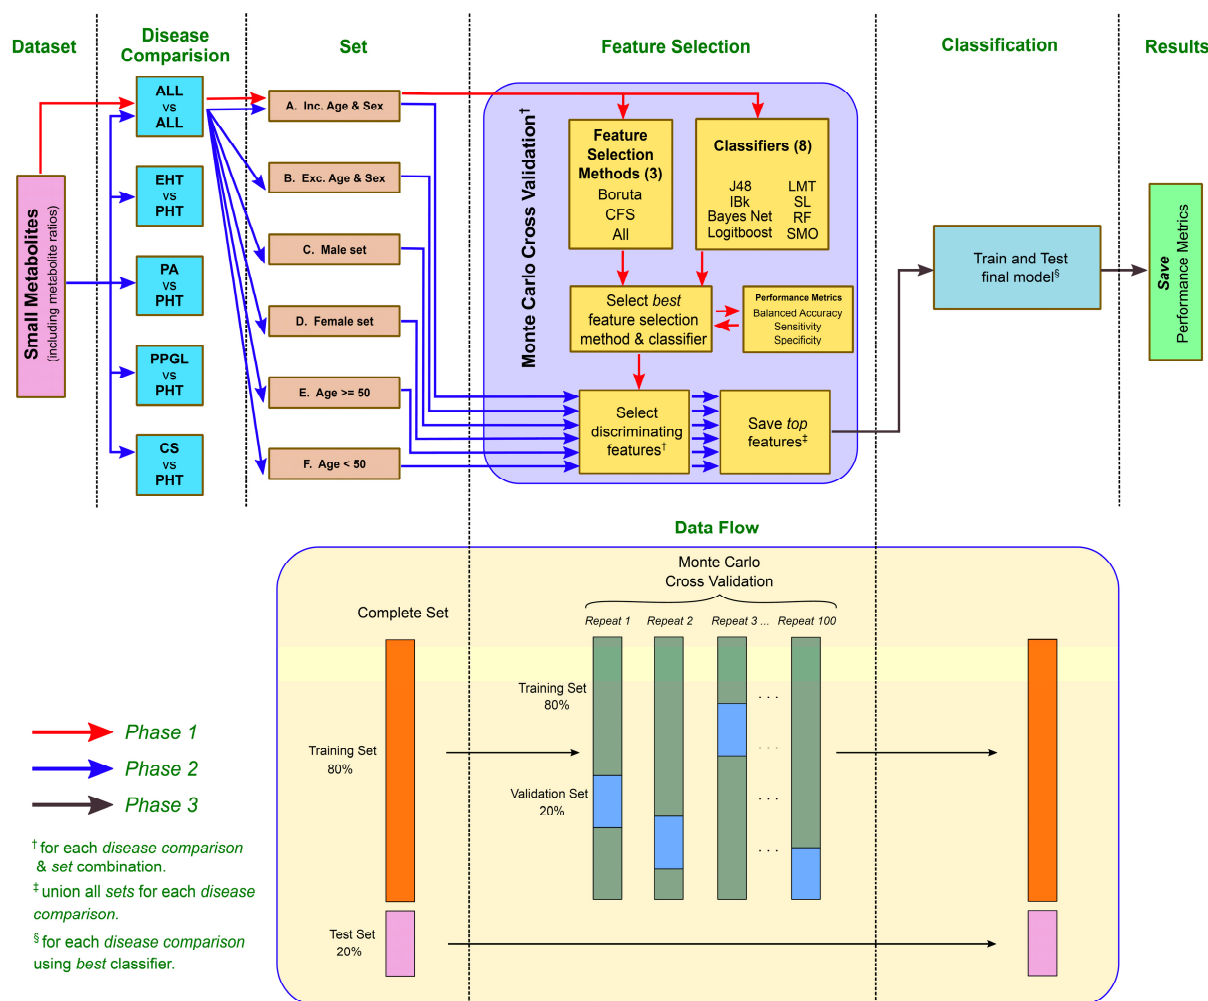 Dataset
Disease
Comparision
Set
Feature Selection
Classification
Results
Small Metabolites
(including metabolite ratios)
ALL
vs
ALL
EHT
vs
PHT
PA
vs
PHT
PPGL
vs
PHT
CS
vs
PHT
A. Inc. Age & Sex
B. Exc. Age & Sex
C. Male set
D. Female set
E. Age >= 50
F. Age < 50
Monte Carlo Cross Validation†
Feature
Selection
Methods (3)
Boruta
CFS
All
Classifiers (8)
J48 LMT
IBk SL
Bayes Net RF
Logitboost SMO
Select best
feature selection
method & classifier
Performance Metrics
Balanced Accuracy
Sensitivity
Specificity
Select
discriminating
features†
Save top
features‡
Train and Test
final model§
Save
Performance Metrics
Data Flow
Monte Carlo
Cross Validation
Complete Set
Repeat 1 Repeat 2 Repeat 3 ... Repeat 100
Training Set
80%
. . .
Training Set
80%
. . .
Validation Set
20%
. . .
. . .
Test Set
20%
Phase 1
Phase 2
Phase 3
† for each disease comparison
& set combination.
‡ union all sets for each disease
comparison.
§ for each disease comparison
using best classifier.